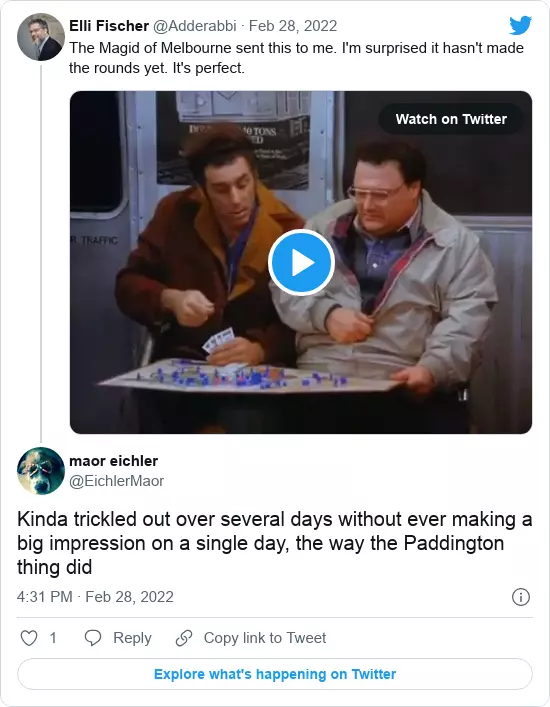 Elli Fischer @Adderabbi · Feb 28, 2022
The Magid of Melbourne sent this to me. I'm surprised it hasn't made
the rounds yet. It's perfect.
Watch on Twitter
10 TONS
R TRAFFIC
maor eichler
@EichlerMaor
Kinda trickled out over several days without ever making a
big impression on a single day, the way the Paddington
thing did
4:31 PM · Feb 28, 2022
1 Reply Copy link to Tweet
Explore what's happening on Twitter